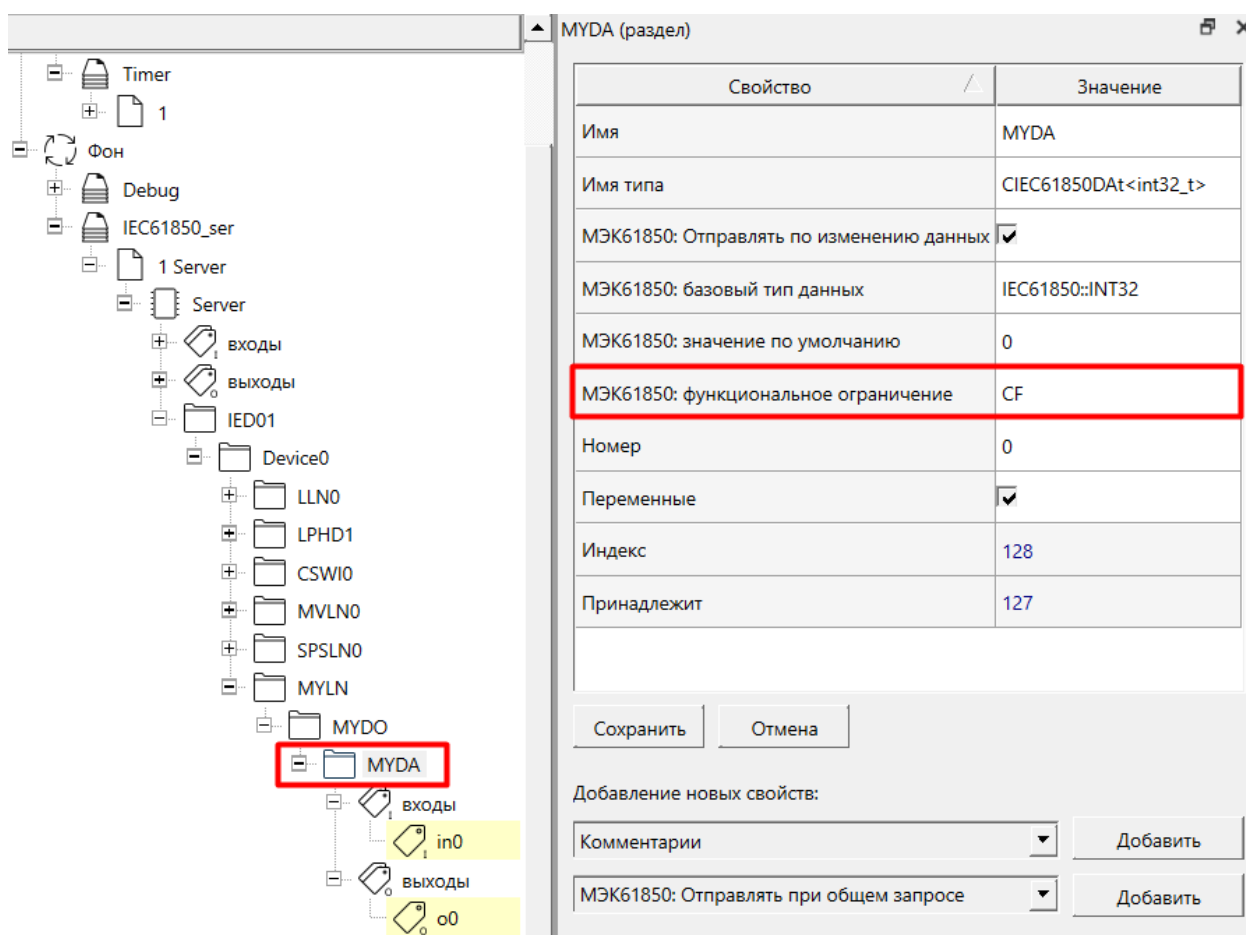 Timer
1
Фон
Debug
IEC61850_ser
1 Server
Server
входы
выходы
IED01
Device0
LLN0
LPHD1
CSWI0
MVLN0
SPSLN0
MYLN
MYDO
MYDA
входы
in0
выходы
o0
MYDA (раздел)
Свойство Значение
Имя MYDA
Имя типа CIEC61850DAt<int32_t>
МЭК61850: Отправлять по изменению данных
МЭК61850: базовый тип данных IEC61850::INT32
МЭК61850: значение по умолчанию 0
МЭК61850: функциональное ограничение CF
Номер 0
Переменные
Индекс 128
Принадлежит 127
Сохранить Отмена
Добавление новых свойств:
Комментарии Добавить
МЭК61850: Отправлять при общем запросе Добавить